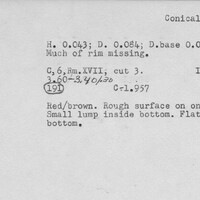 Conical
H. 0.043; D. 0.084; D.base 0.0
Much of rim missing.
C,6,Rm.XVII, cut 3. I
3.60-3.40/30
191 C-1.957
Red/brown. Rough surface on on
Small lump inside bottom. Flat
bottom.